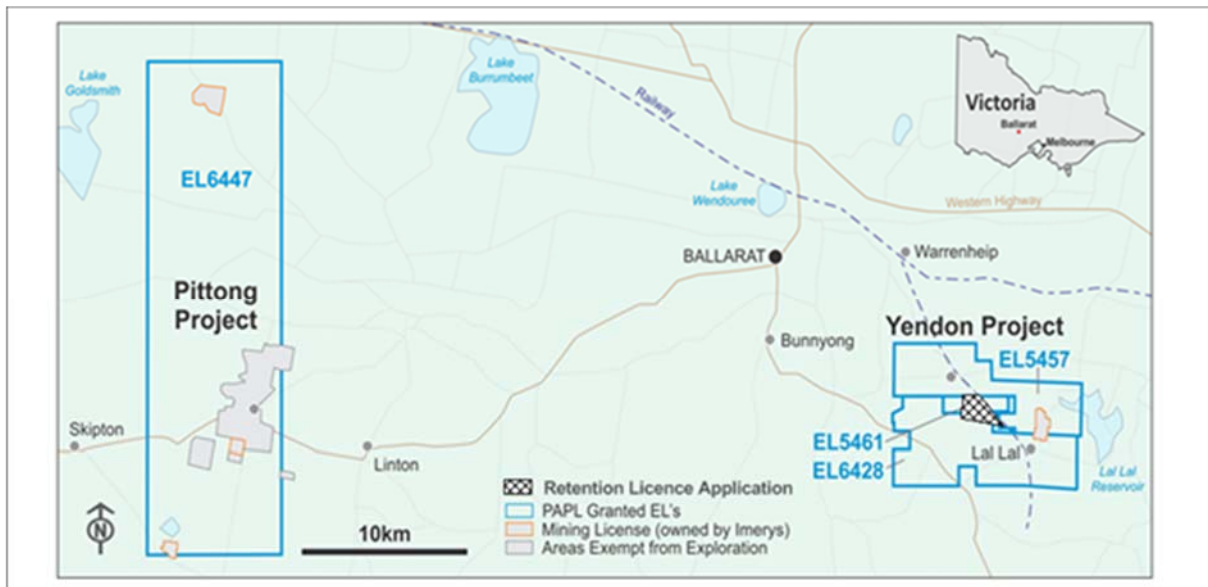 Lake
Goldsmith
Lake
Burrumbeet
Railway
Victoria
Ballarat
Melbourne
EL6447
Lake
Wendouree
Western Highway
BALLARAT
Warrenheip
Pittong
Project
Yendon Project
Bunnyong
EL5457
Skipton
Linton
EL5461
EL6428
Lal Lal
Lal Lal
Reservoir
N
10km
Retention Licence Application
PAPL Granted EL's
Mining License (owned by Imerys)
Areas Exempt from Exploration